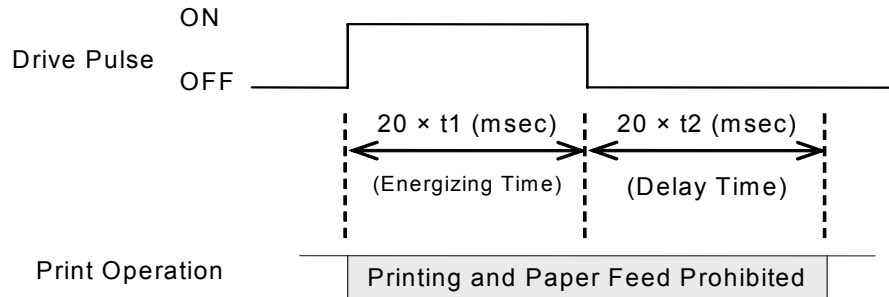 ON
Drive Pulse
OFF
20 × t1 (msec) 20 × t2 (msec)
(Energizing Time) (Delay Time)
Print Operation Printing and Paper Feed Prohibited